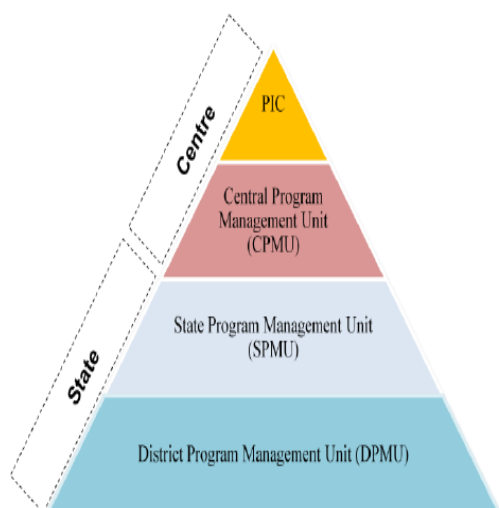 PIC
Centre
Central Program
Management Unit
(CPMU)
State Program Management Unit
(SPMU)
State
District Program Management Unit (DPMU)